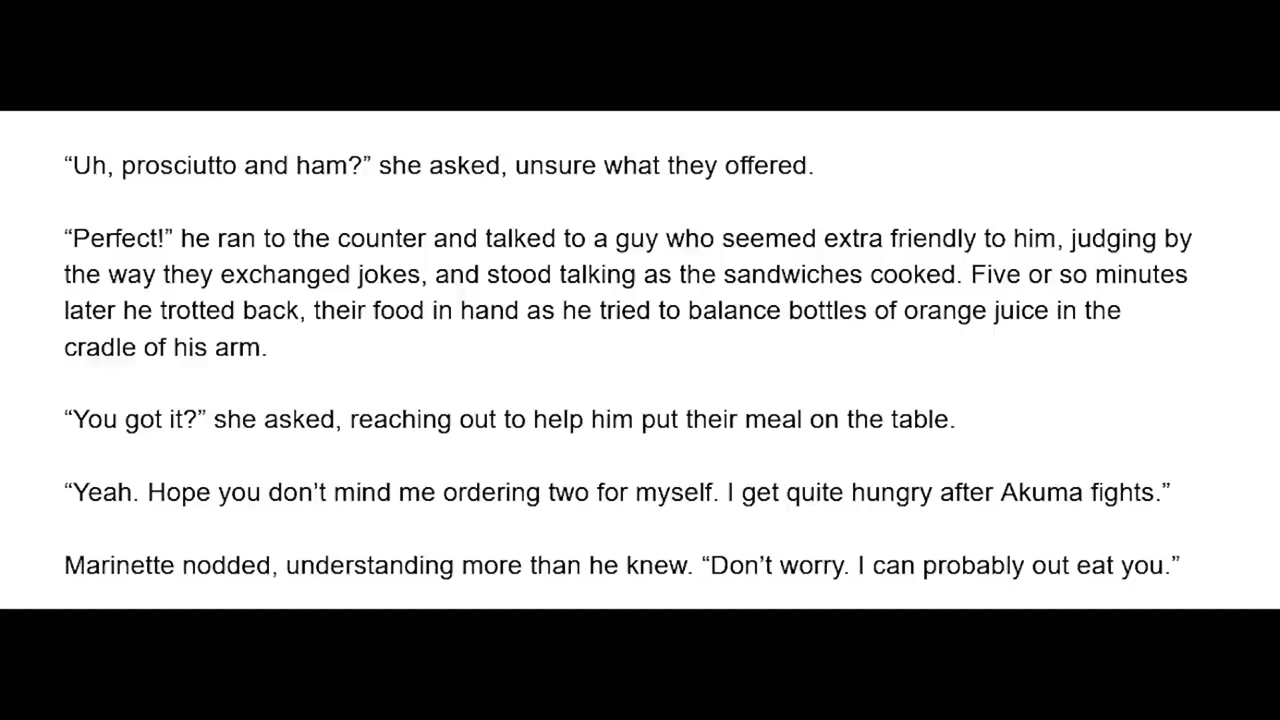 “Uh, prosciutto and ham?” she asked, unsure what they offered.
“Perfect!” he ran to the counter and talked to a guy who seemed extra friendly to him, judging by
the way they exchanged jokes, and stood talking as the sandwiches cooked. Five or so minutes
later he trotted back, their food in hand as he tried to balance bottles of orange juice in the
cradle of his arm.
“You got it?” she asked, reaching out to help him put their meal on the table.
“Yeah. Hope you don’t mind me ordering two for myself. I get quite hungry after Akuma fights.”
Marinette nodded, understanding more than he knew. “Don’t worry. I can probably out eat you.”